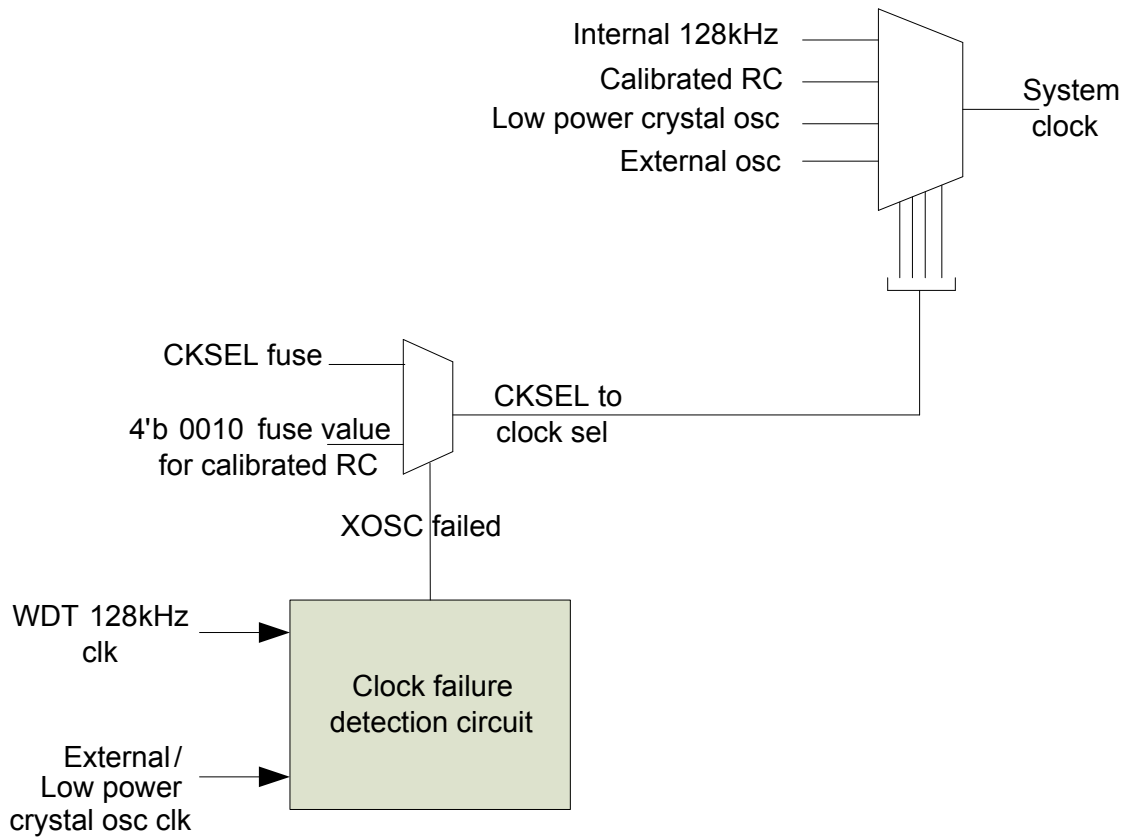 Internal 128kHz
Calibrated RC
Low power crystal osc
External osc
System
clock
CKSEL fuse
4'b 0010 fuse value
for calibrated RC
CKSEL to
clock sel
XOSC failed
WDT 128kHz
clk
Clock failure
detection circuit
External/
Low power
crystal osc clk